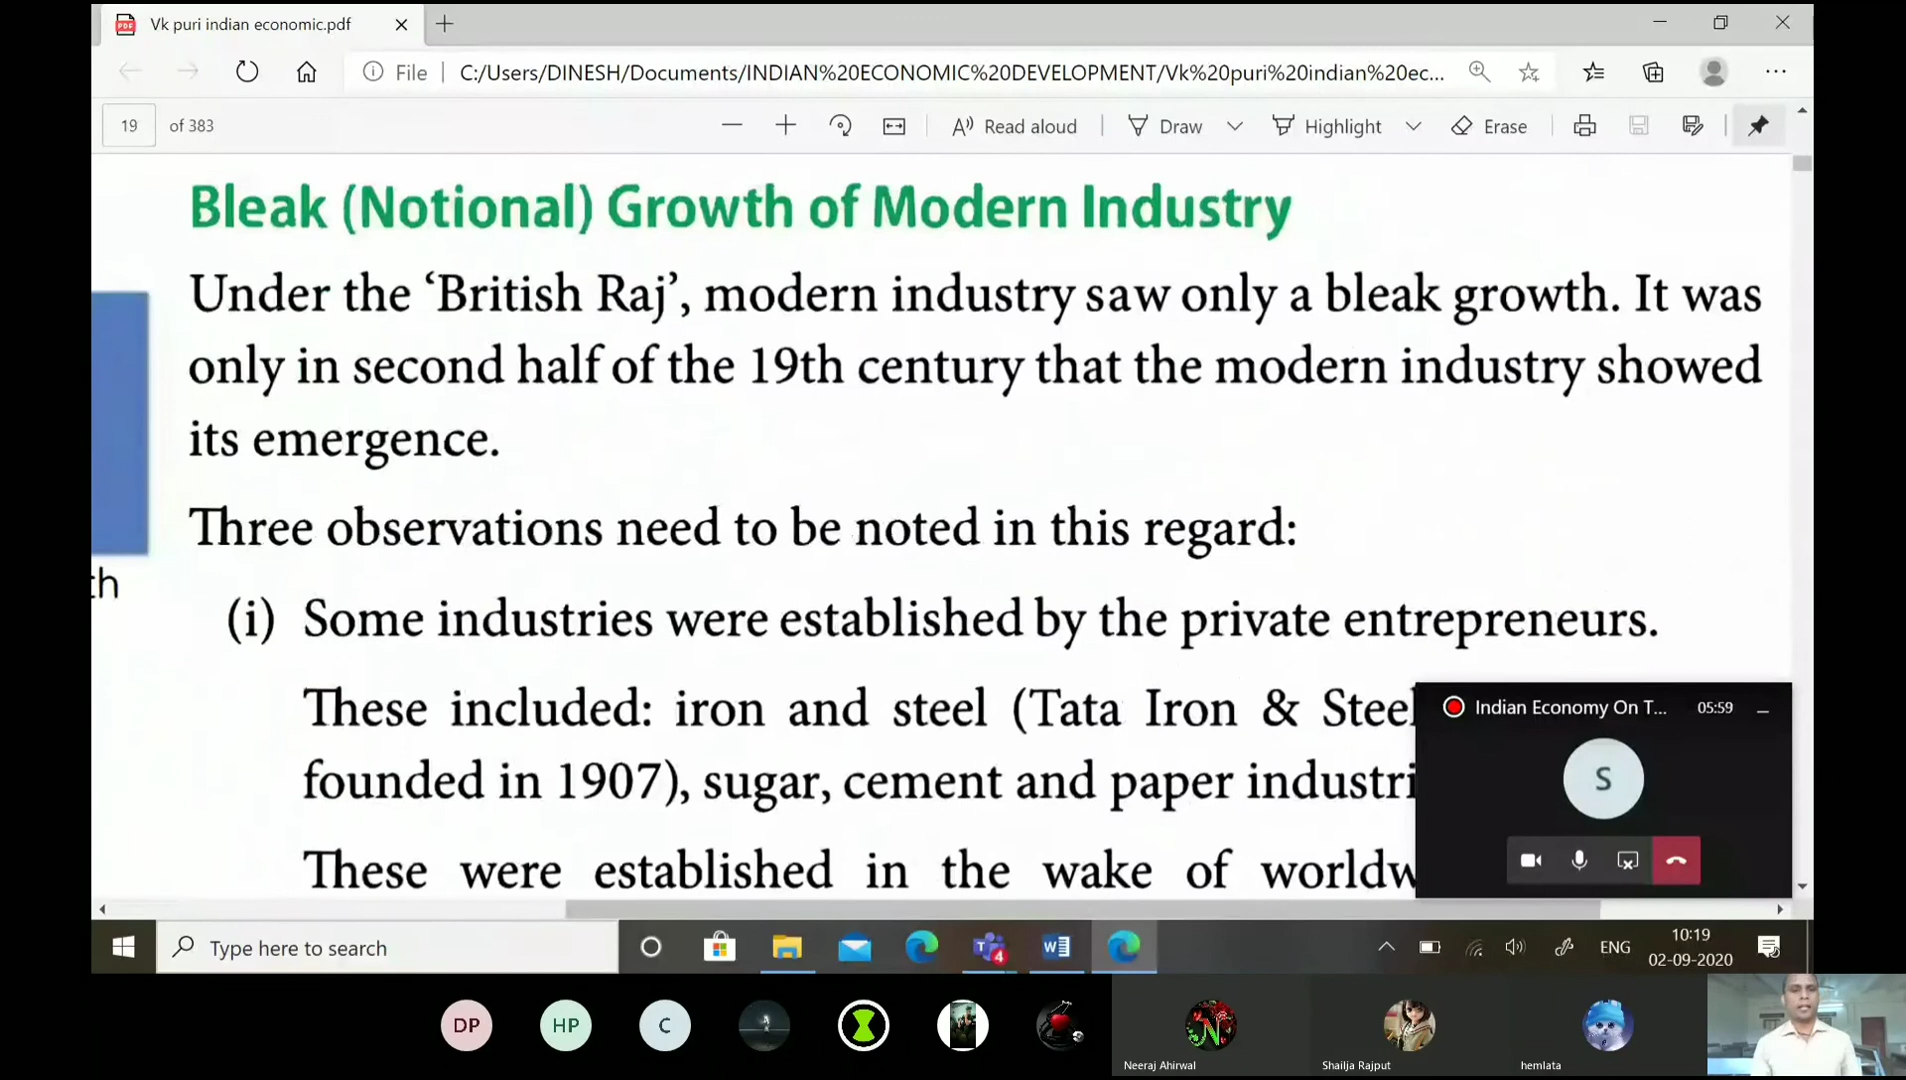 Vk puri indian economic.pdf
File C:/Users/DINESH/Documents/INDIAN%20ECONOMIC%20DEVELOPMENT/Vk%20puri%20indian%20ec...
19 of 383 Read aloud Draw Highlight Erase
Bleak (Notional) Growth of Modern Industry
Under the ‘British Raj’, modern industry saw only a bleak growth. It was
only in second half of the 19th century that the modern industry showed
its emergence.
Three observations need to be noted in this regard:
th
(i) Some industries were established by the private entrepreneurs.
These included: iron and steel (Tata Iron & Steel
founded in 1907), sugar, cement and paper industri
These were established in the wake of worldw
Indian Economy On T... 05:59
S
Type here to search
W
T 4
ENG
10:19
02-09-2020
DP HP C
N
Neeraj Ahirwal Shailja Rajput hemlata